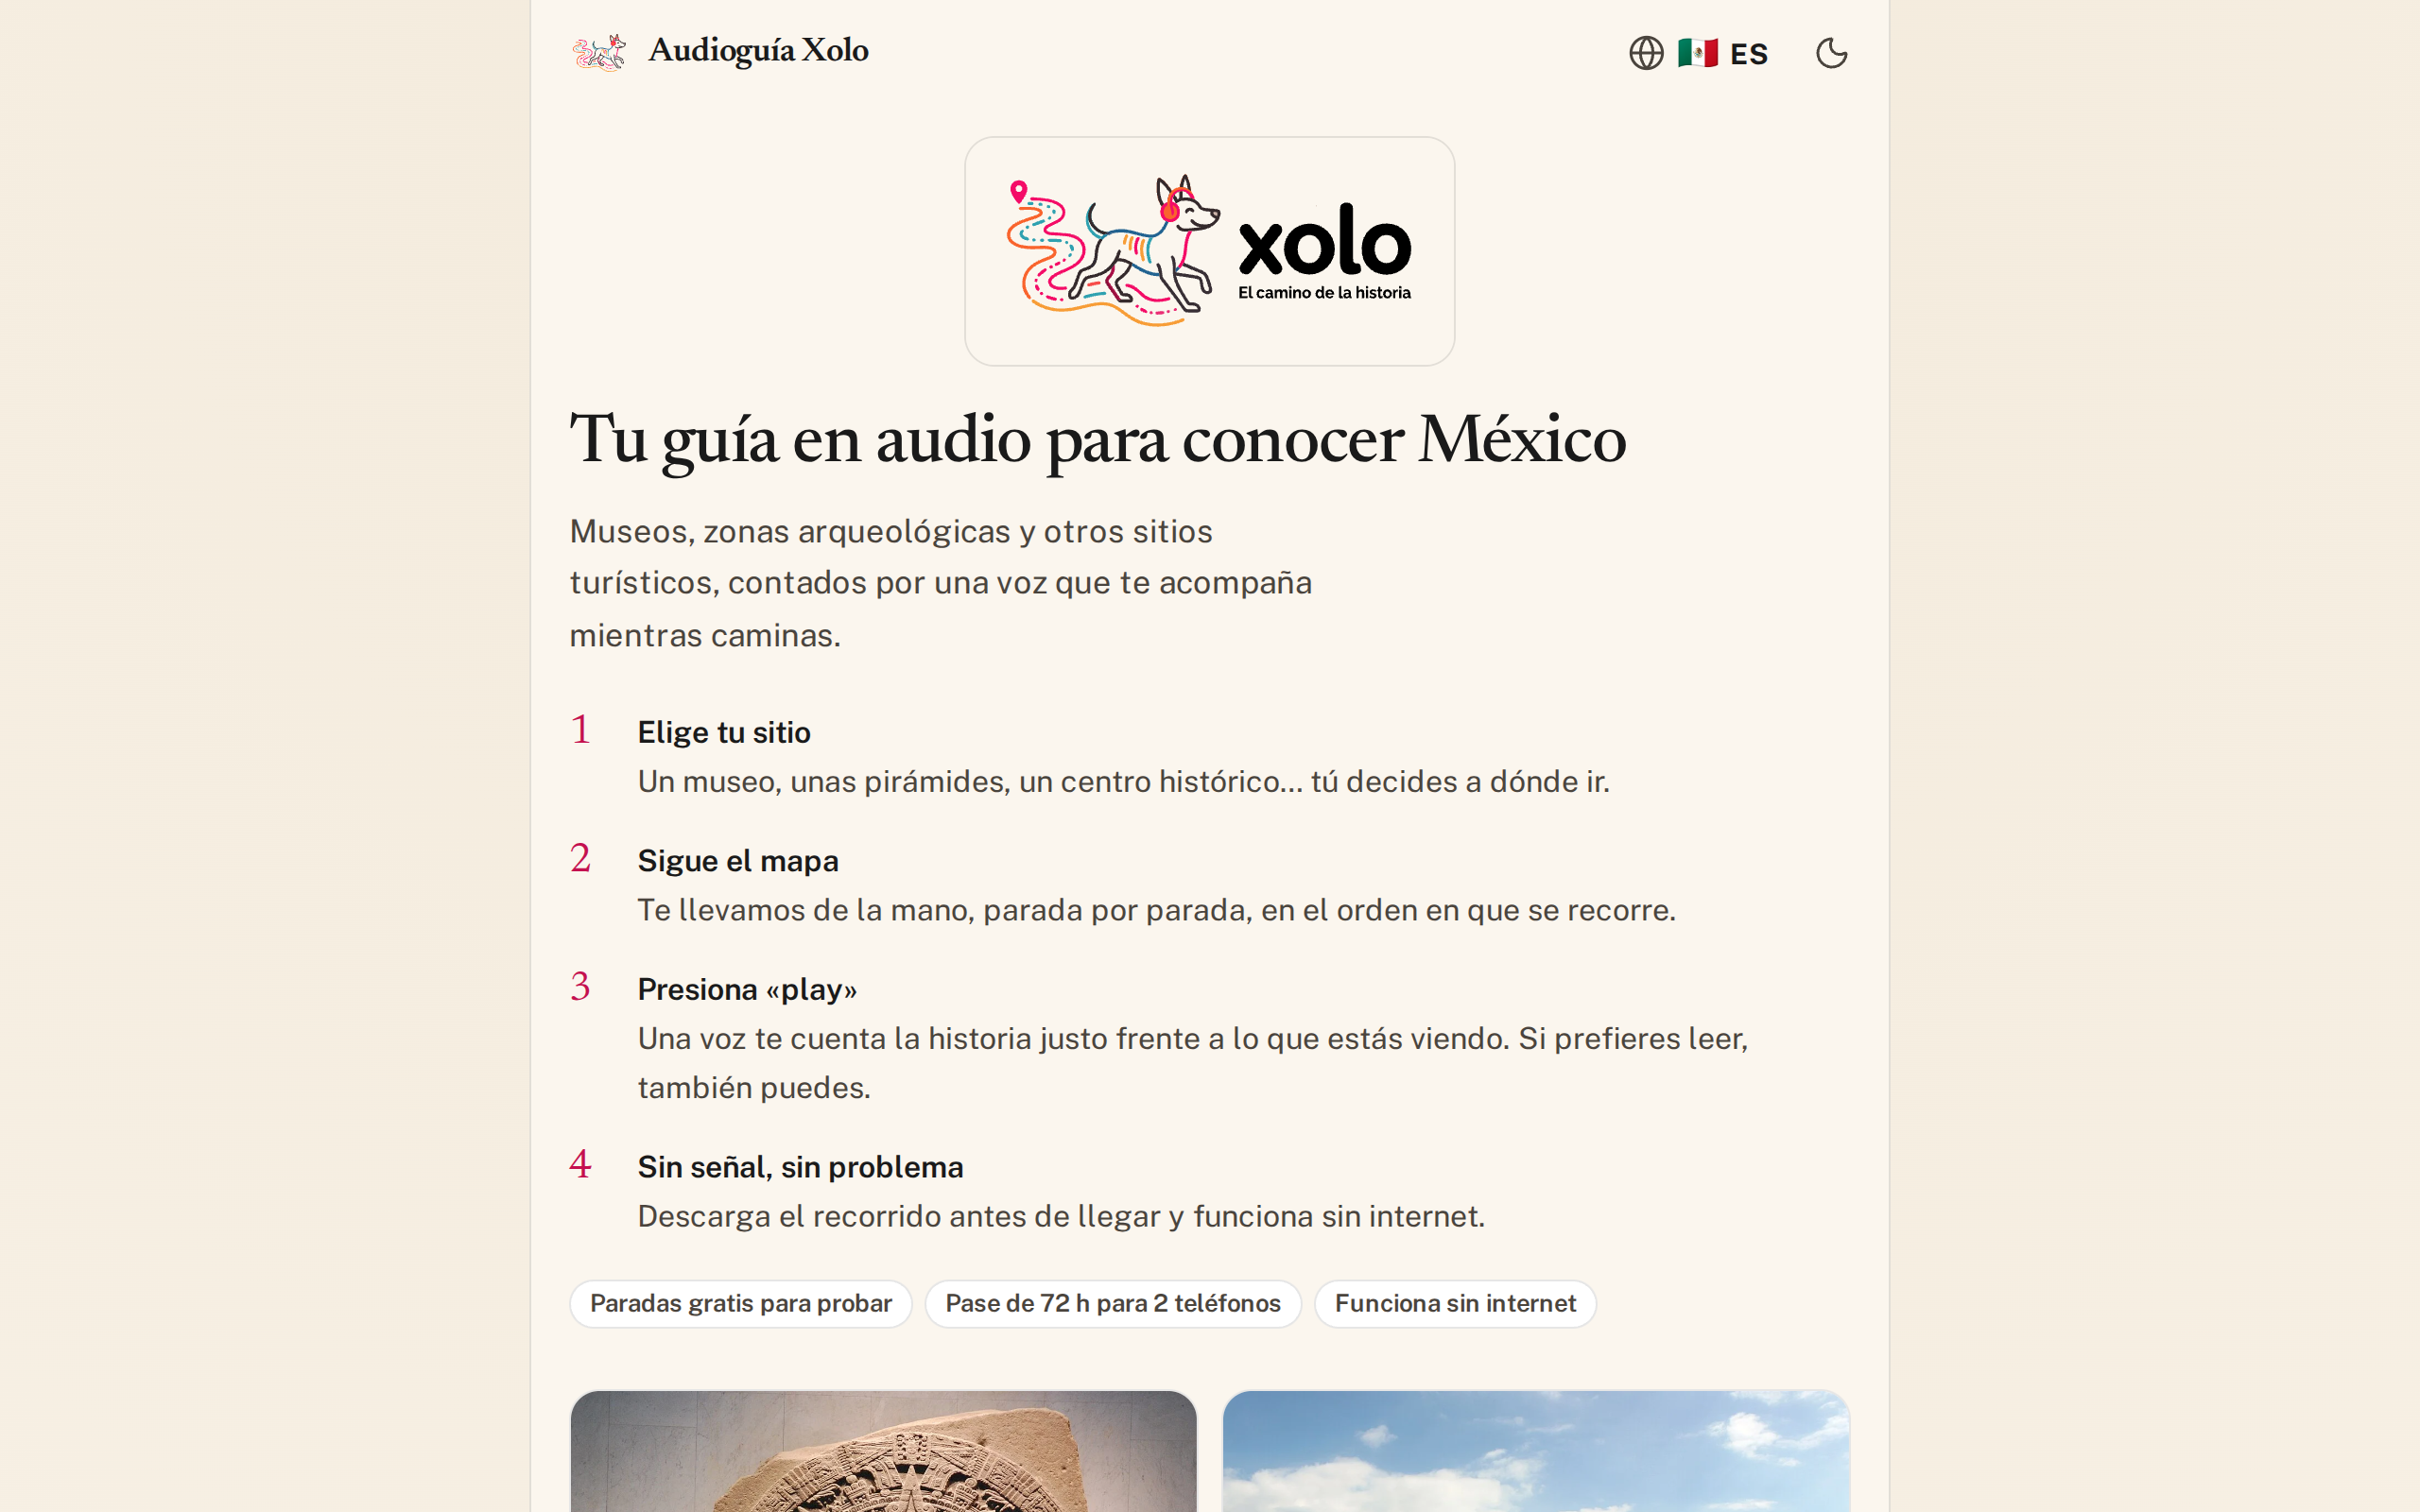 Audioguía Xolo
ES
xolo
El camino de la historia
Tu guía en audio para conocer México
Museos, zonas arqueológicas y otros sitios
turísticos, contados por una voz que te acompaña
mientras caminas.
1 Elige tu sitio
Un museo, unas pirámides, un centro histórico... tú decides a dónde ir.
2 Sigue el mapa
Te llevamos de la mano, parada por parada, en el orden en que se recorre.
3 Presiona «play»
Una voz te cuenta la historia justo frente a lo que estás viendo. Si prefieres leer,
también puedes.
4 Sin señal, sin problema
Descarga el recorrido antes de llegar y funciona sin internet.
Paradas gratis para probar
Pase de 72 h para 2 teléfonos
Funciona sin internet